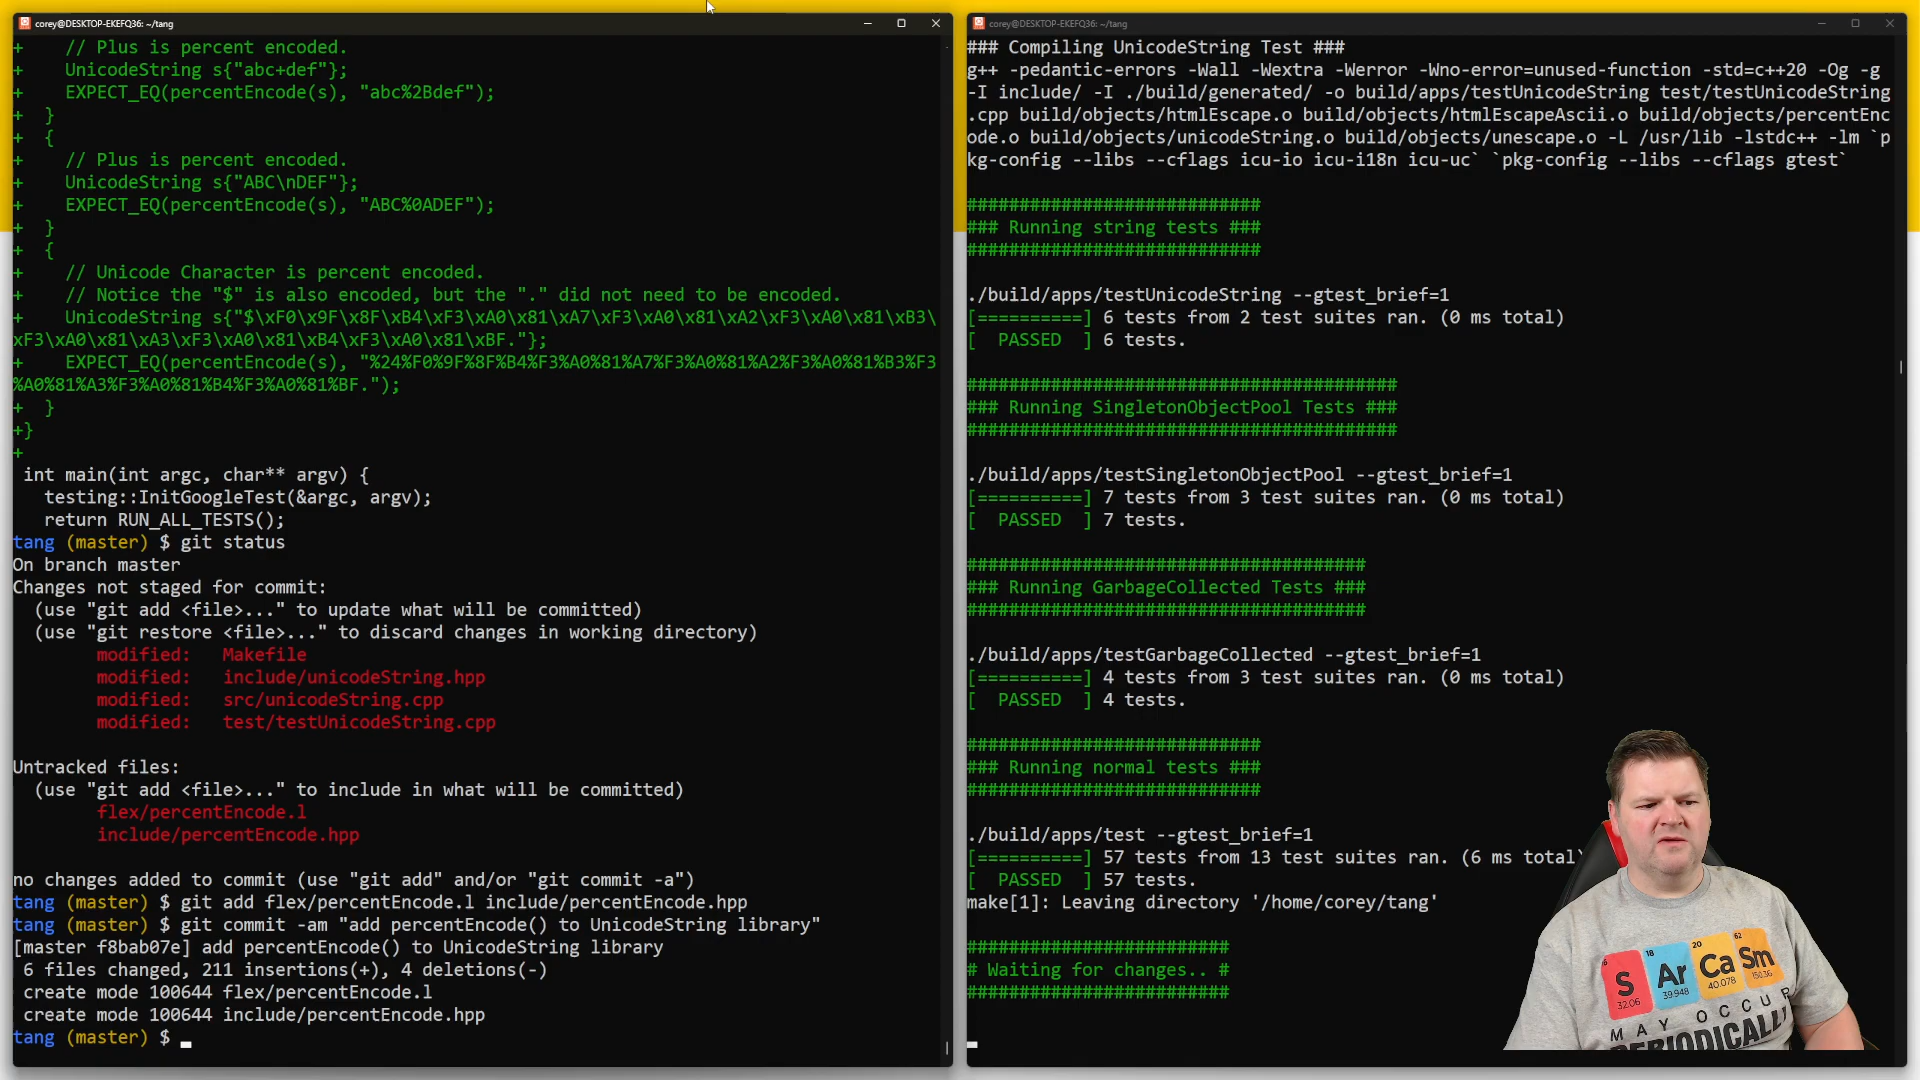 corey@DESKTOP-EKEFQ36: ~/tang
+    // Plus is percent encoded.
+    UnicodeString s{"abc+def"};
+    EXPECT_EQ(percentEncode(s), "abc%2Bdef");
+  }
+  {
+    // Plus is percent encoded.
+    UnicodeString s{"ABC\nDEF"};
+    EXPECT_EQ(percentEncode(s), "ABC%0ADEF");
+  }
+  {
+    // Unicode Character is percent encoded.
+    // Notice the "$" is also encoded, but the "." did not need to be encoded.
+    UnicodeString s{"$\xF0\x9F\x8F\xB4\xF3\xA0\x81\xA7\xF3\xA0\x81\xA2\xF3\xA0\x81\xB3\
xF3\xA0\x81\xA3\xF3\xA0\x81\xB4\xF3\xA0\x81\xBF."};
+    EXPECT_EQ(percentEncode(s), "%24%F0%9F%8F%B4%F3%A0%81%A7%F3%A0%81%A2%F3%A0%81%B3%F3
%A0%81%A3%F3%A0%81%B4%F3%A0%81%BF.");
+  }
+}
+
 int main(int argc, char** argv) {
   testing::InitGoogleTest(&argc, argv);
   return RUN_ALL_TESTS();
tang (master) $ git status
On branch master
Changes not staged for commit:
  (use "git add <file>..." to update what will be committed)
  (use "git restore <file>..." to discard changes in working directory)
        modified:   Makefile
        modified:   include/unicodeString.hpp
        modified:   src/unicodeString.cpp
        modified:   test/testUnicodeString.cpp
Untracked files:
  (use "git add <file>..." to include in what will be committed)
        flex/percentEncode.l
        include/percentEncode.hpp
no changes added to commit (use "git add" and/or "git commit -a")
tang (master) $ git add flex/percentEncode.l include/percentEncode.hpp
tang (master) $ git commit -am "add percentEncode() to UnicodeString library"
[master f8bab07e] add percentEncode() to UnicodeString library
 6 files changed, 211 insertions(+), 4 deletions(-)
 create mode 100644 flex/percentEncode.l
 create mode 100644 include/percentEncode.hpp
tang (master) $
corey@DESKTOP-EKEFQ36: ~/tang
### Compiling UnicodeString Test ###
g++ -pedantic-errors -Wall -Wextra -Werror -Wno-error=unused-function -std=c++20 -Og -g
-I include/ -I ./build/generated/ -o build/apps/testUnicodeString test/testUnicodeString
.cpp build/objects/htmlEscape.o build/objects/htmlEscapeAscii.o build/objects/percentEnc
ode.o build/objects/unicodeString.o build/objects/unescape.o -L /usr/lib -lstdc++ -lm `p
kg-config --libs --cflags icu-io icu-i18n icu-uc` `pkg-config --libs --cflags gtest`
############################
### Running string tests ###
############################
./build/apps/testUnicodeString --gtest_brief=1
[==========] 6 tests from 2 test suites ran. (0 ms total)
[  PASSED  ] 6 tests.
#########################################
### Running SingletonObjectPool Tests ###
#########################################
./build/apps/testSingletonObjectPool --gtest_brief=1
[==========] 7 tests from 3 test suites ran. (0 ms total)
[  PASSED  ] 7 tests.
######################################
### Running GarbageCollected Tests ###
######################################
./build/apps/testGarbageCollected --gtest_brief=1
[==========] 4 tests from 3 test suites ran. (0 ms total)
[  PASSED  ] 4 tests.
############################
### Running normal tests ###
############################
./build/apps/test --gtest_brief=1
[==========] 57 tests from 13 test suites ran. (6 ms total)
[  PASSED  ] 57 tests.
make[1]: Leaving directory '/home/corey/tang'
#########################
# Waiting for changes.. #
#########################
16 18 20 62
S Ar Ca Sm
32.06 39.948 40.078 150.36
MAY OCCUR
PERIODICALLY